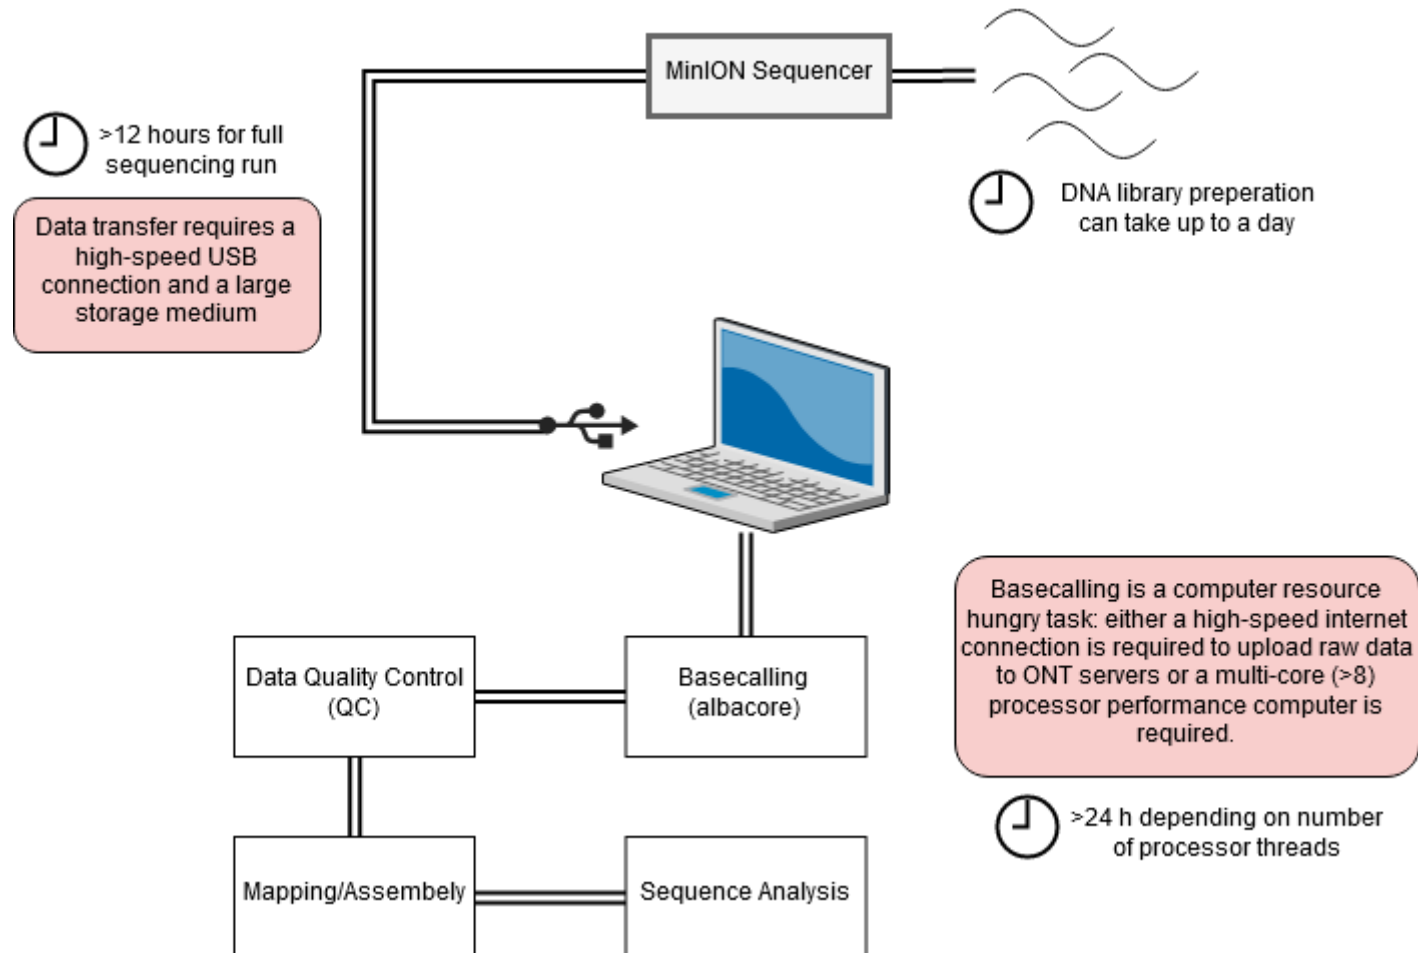 MinION Sequencer
>12 hours for full
sequencing run
Data transfer requires a
high-speed USB
connection and a large
storage medium
DNA library preperation
can take up to a day
Basecalling is a computer resource
hungry task: either a high-speed internet
connection is required to upload raw data
to ONT servers or a multi-core (>8)
processor performance computer is
required.
>24 h depending on number
of processor threads
Data Quality Control
(QC)
Basecalling
(albacore)
Mapping/Assembely
Sequence Analysis